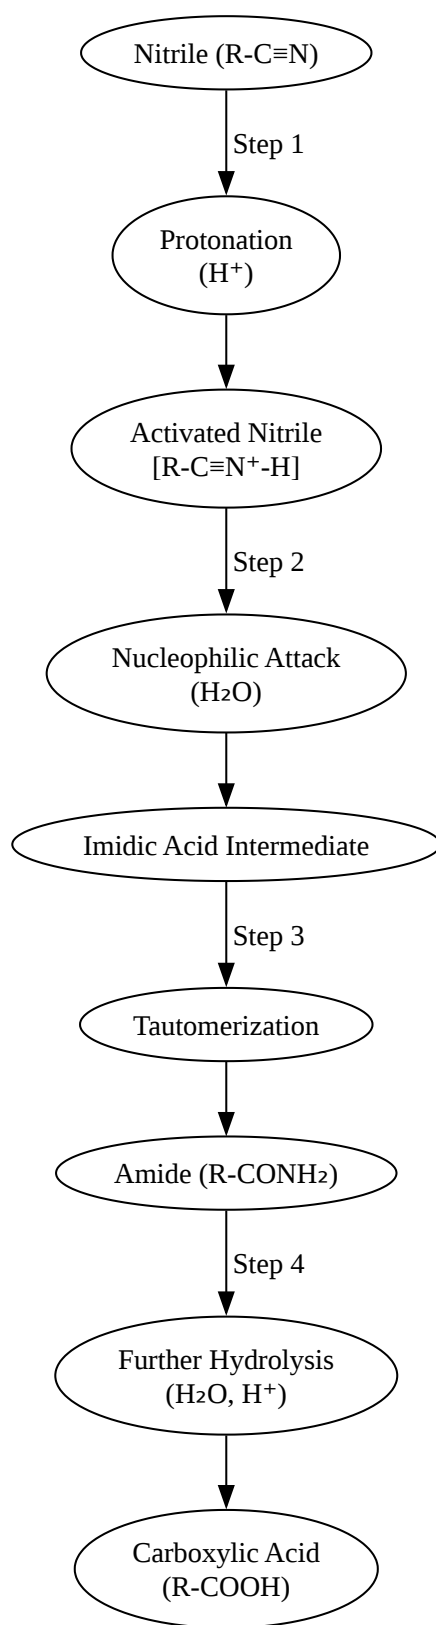 Nitrile (R-C≡N)
Step 1
Protonation
(H⁺)
Activated Nitrile
[R-C≡N⁺-H]
Step 2
Nucleophilic Attack
(H₂O)
Imidic Acid Intermediate
Step 3
Tautomerization
Amide (R-CONH₂)
Step 4
Further Hydrolysis
(H₂O, H⁺)
Carboxylic Acid
(R-COOH)